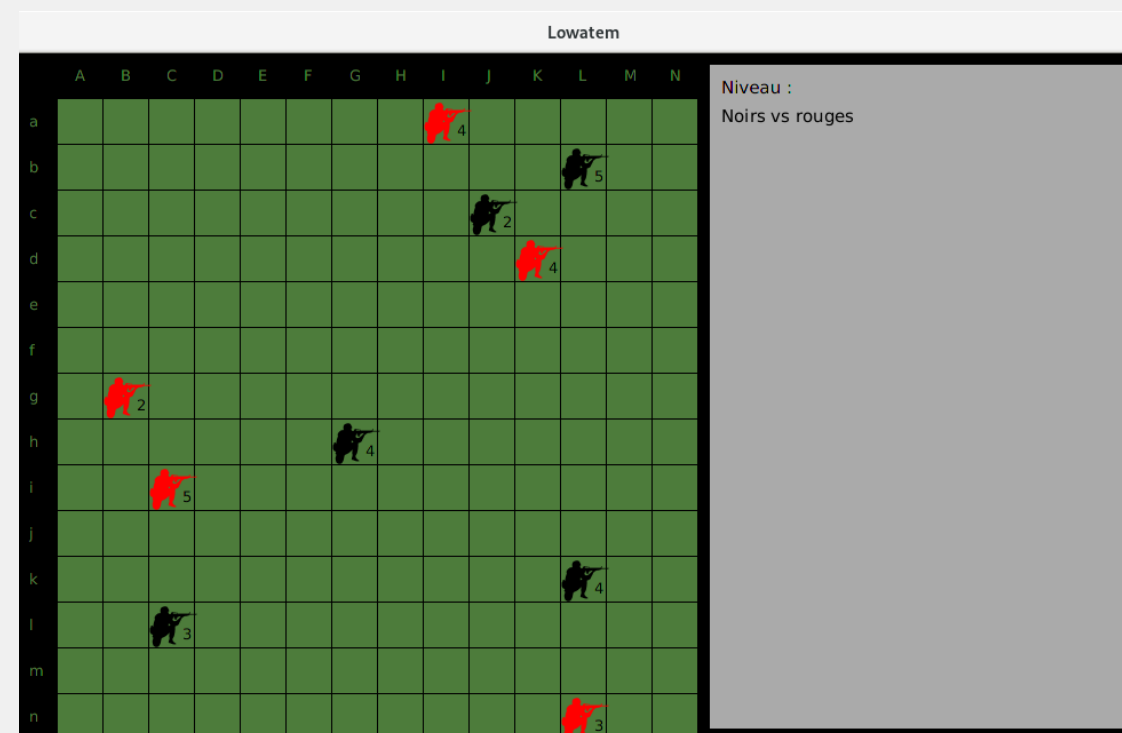 Lowatem
A B C D E F G H I J K L M N
Niveau :
Noirs vs rouges
a 4
b 5
c 2
d 4
e
f
g 2
h 4
i 5
j
k 4
l 3
m
n 3